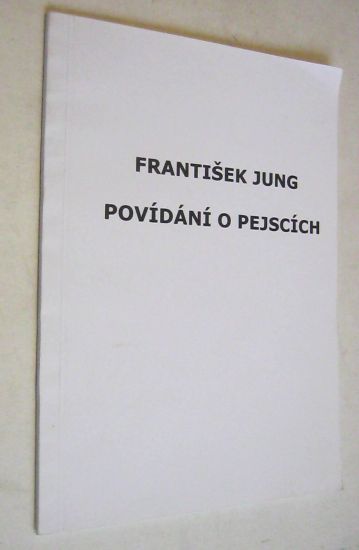 FRANTIŠEK JUNG
POVÍDÁNÍ O PEJSCÍCH